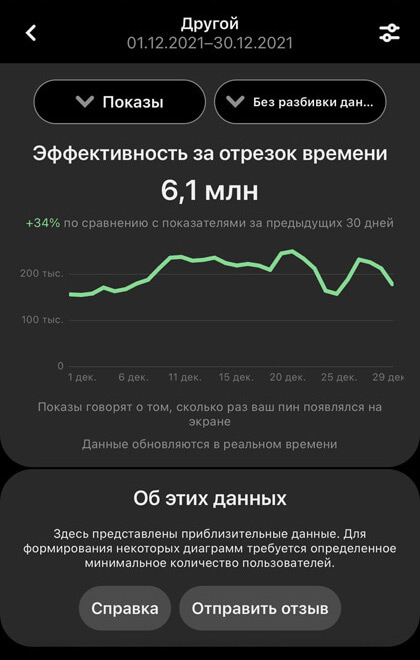 Другой
01.12.2021–30.12.2021
Показы
Без разбивки дан...
Эффективность за отрезок времени
6,1 млн
+34% по сравнению с показателями за предыдущих 30 дней
200 тыс.
100 тыс.
0
1 дек. 6 дек. 11 дек. 15 дек. 20 дек. 25 дек. 29 дек
Показы говорят о том, сколько раз ваш пин появлялся на
экране
Данные обновляются в реальном времени
Об этих данных
Здесь представлены приблизительные данные. Для
формирования некоторых диаграмм требуется определенное
минимальное количество пользователей.
Справка
Отправить отзыв